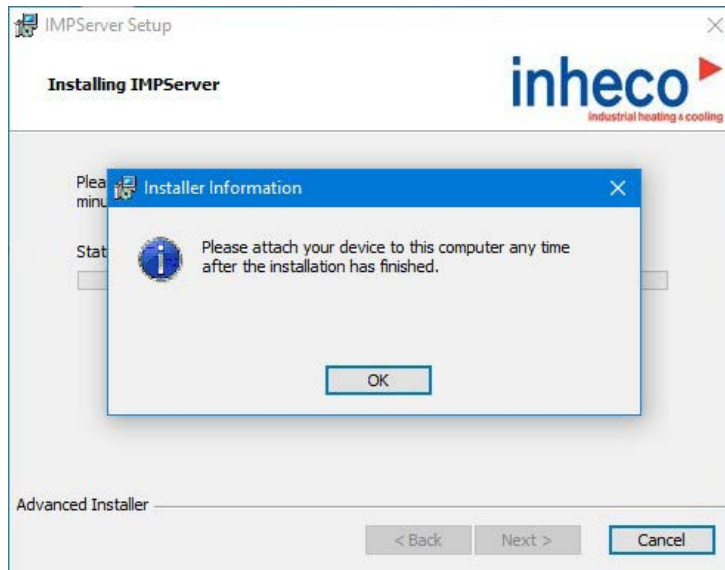 IMPServer Setup
Installing IMPServer
inheco
industrial heating & cooling
Installer Information
Please attach your device to this computer any time
after the installation has finished.
OK
Advanced Installer
< Back
Next >
Cancel